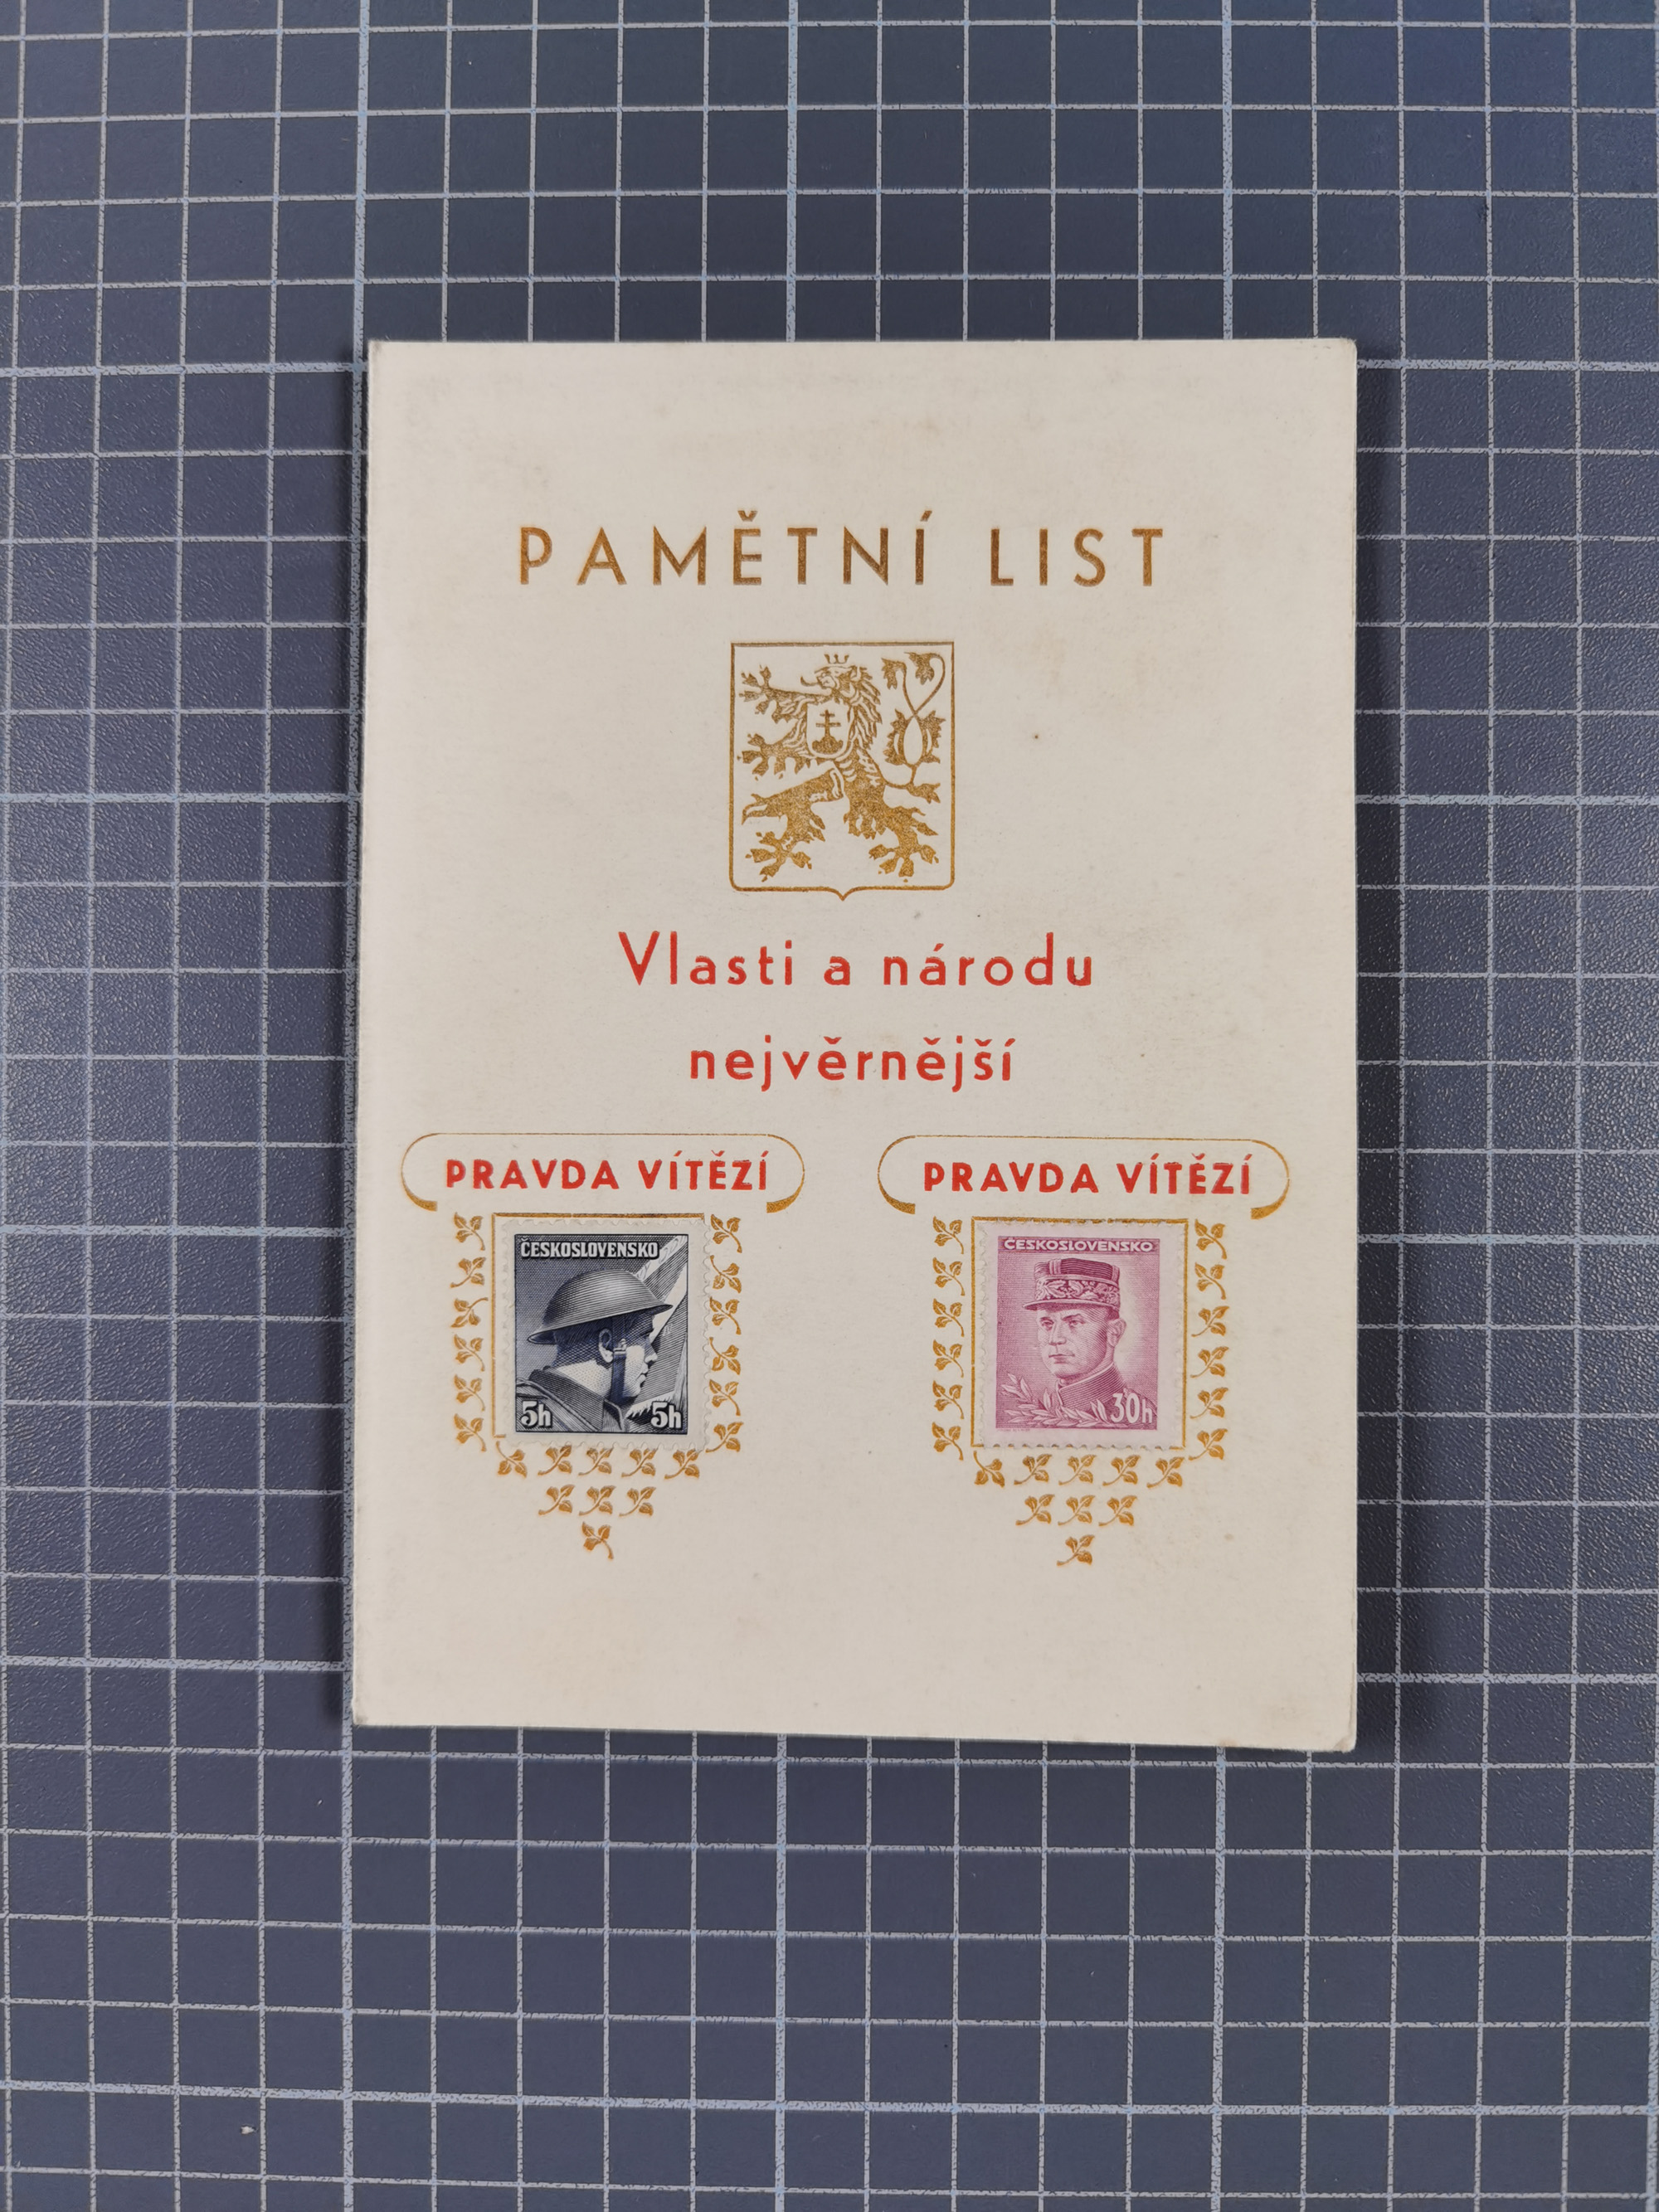 PAMĚTNÍ LIST
Vlasti a národu
nejvěrnější
PRAVDA VÍTĚZÍ
PRAVDA VÍTĚZÍ
ČESKOSLOVENSKO
5h 5h
ČESKOSLOVENSKO
30h